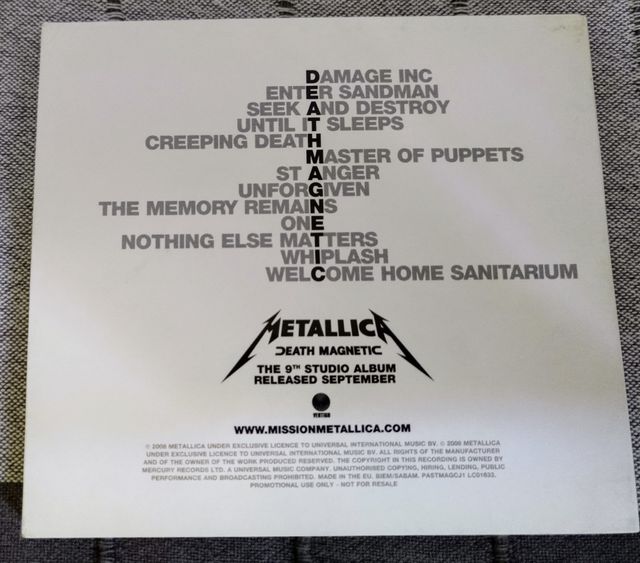 DAMAGE INC
ENTER SANDMAN
SEEK AND DESTROY
UNTIL IT SLEEPS
CREEPING DEATH
MASTER OF PUPPETS
ST ANGER
UNFORGIVEN
THE MEMORY REMAINS
ONE
NOTHING ELSE MATTERS
WHIPLASH
WELCOME HOME SANITARIUM
METALLICA
DEATH MAGNETIC
THE 9TH STUDIO ALBUM
RELEASED SEPTEMBER
VERTIGO
WWW.MISSIONMETALLICA.COM
℗ 2008 METALLICA UNDER EXCLUSIVE LICENCE TO UNIVERSAL INTERNATIONAL MUSIC BV. © 2008 METALLICA
UNDER EXCLUSIVE LICENCE TO UNIVERSAL INTERNATIONAL MUSIC BV. ALL RIGHTS OF THE MANUFACTURER
AND OF THE OWNER OF THE WORK PRODUCED RESERVED. THE COPYRIGHT IN THIS RECORDING IS OWNED BY
MERCURY RECORDS LTD. A UNIVERSAL MUSIC COMPANY. UNAUTHORISED COPYING, HIRING, LENDING, PUBLIC
PERFORMANCE AND BROADCASTING PROHIBITED. MADE IN THE EU. BIEM/SABAM. PASTMAGCJ1 LC01633.
PROMOTIONAL USE ONLY - NOT FOR RESALE